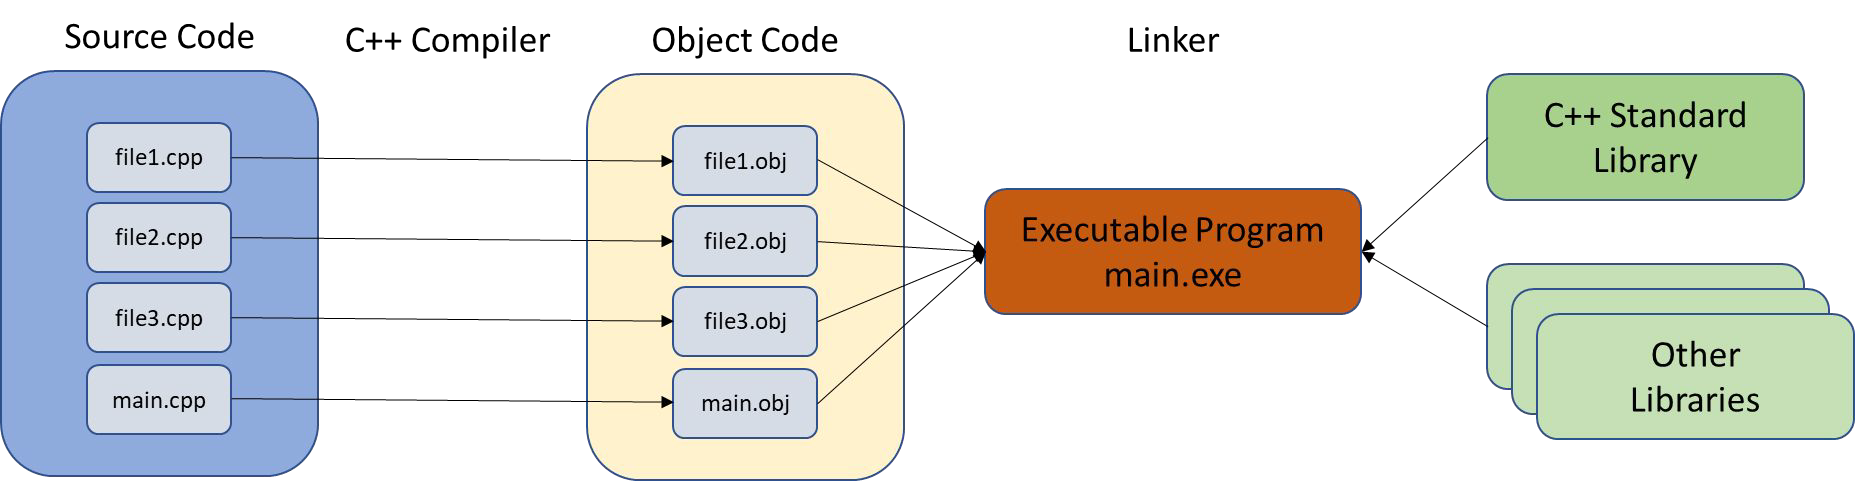 Source Code
C++ Compiler
Object Code
Linker
file1.cpp
file2.cpp
file3.cpp
main.cpp
file1.obj
file2.obj
file3.obj
main.obj
Executable Program
main.exe
C++ Standard
Library
Other
Libraries